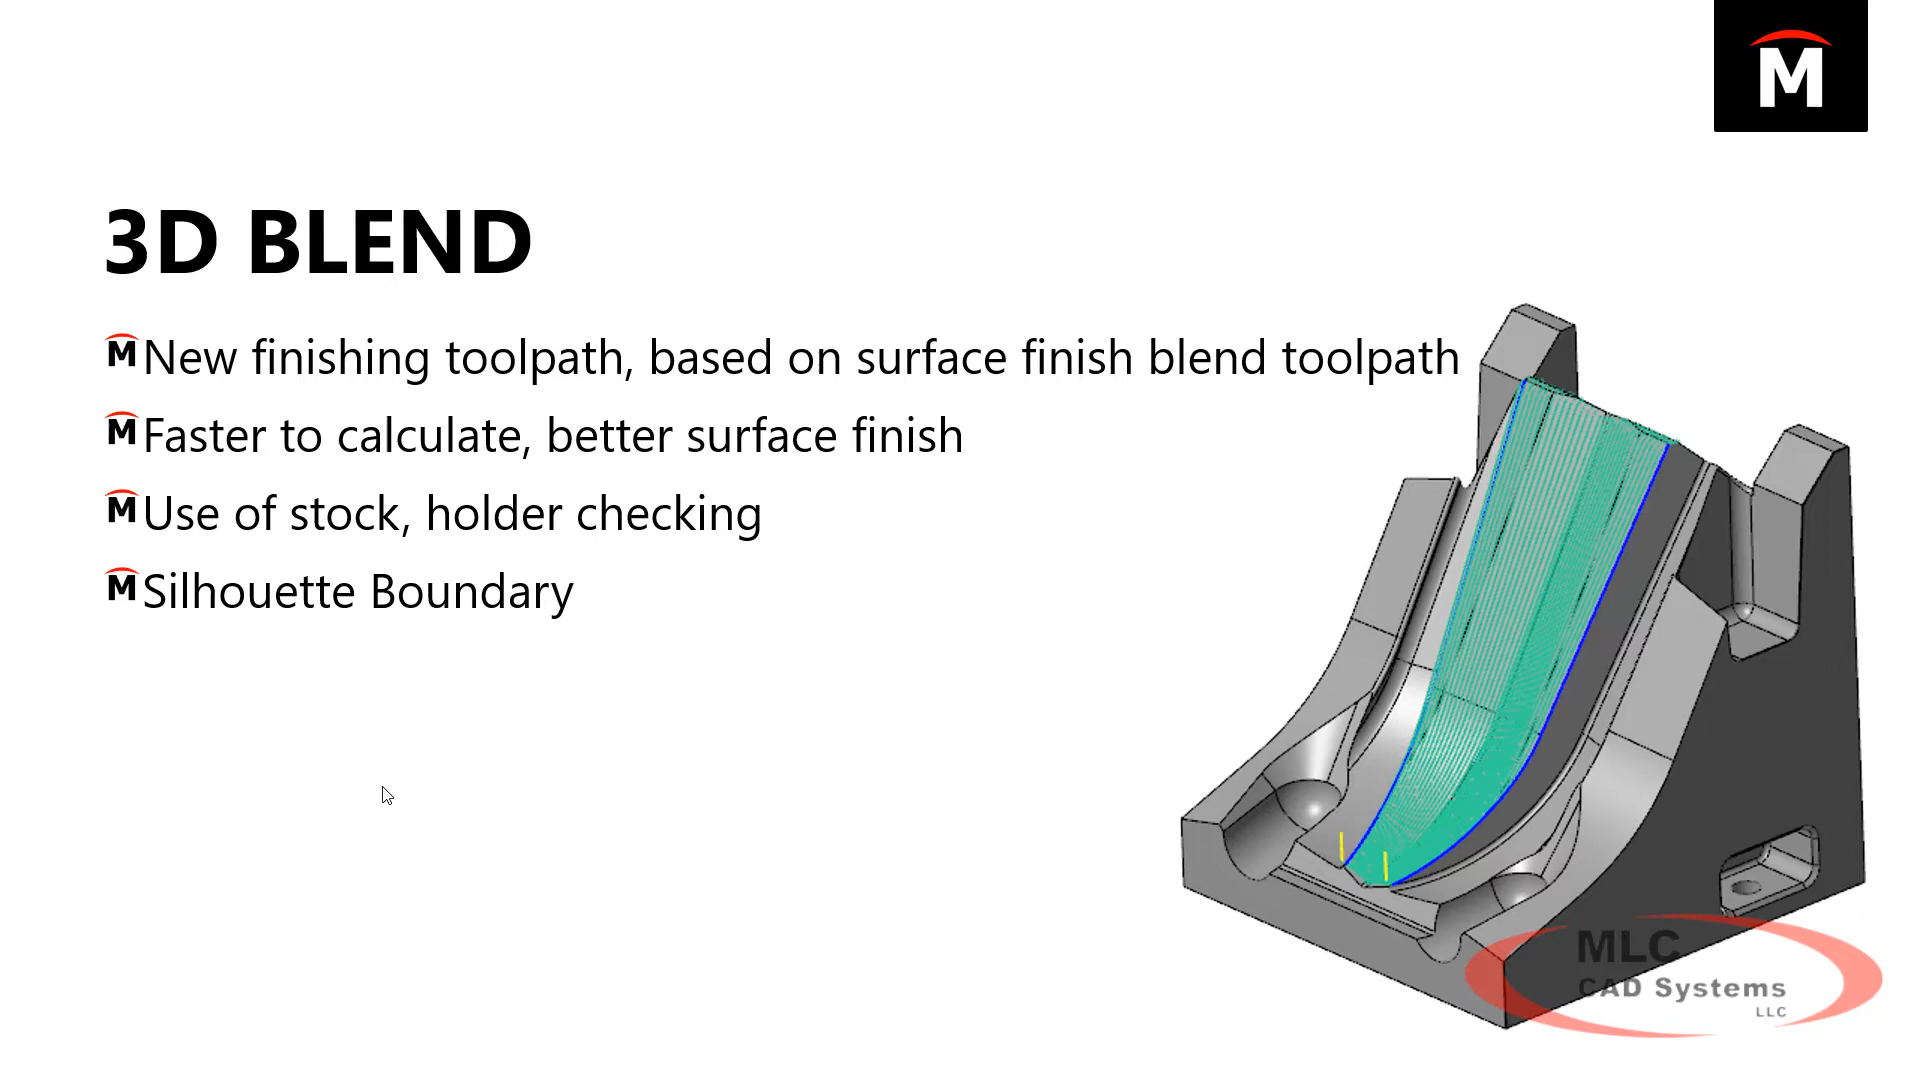 M
3D BLEND
New finishing toolpath, based on surface finish blend toolpath
Faster to calculate, better surface finish
Use of stock, holder checking
Silhouette Boundary
MLC
CAD Systems
LLC